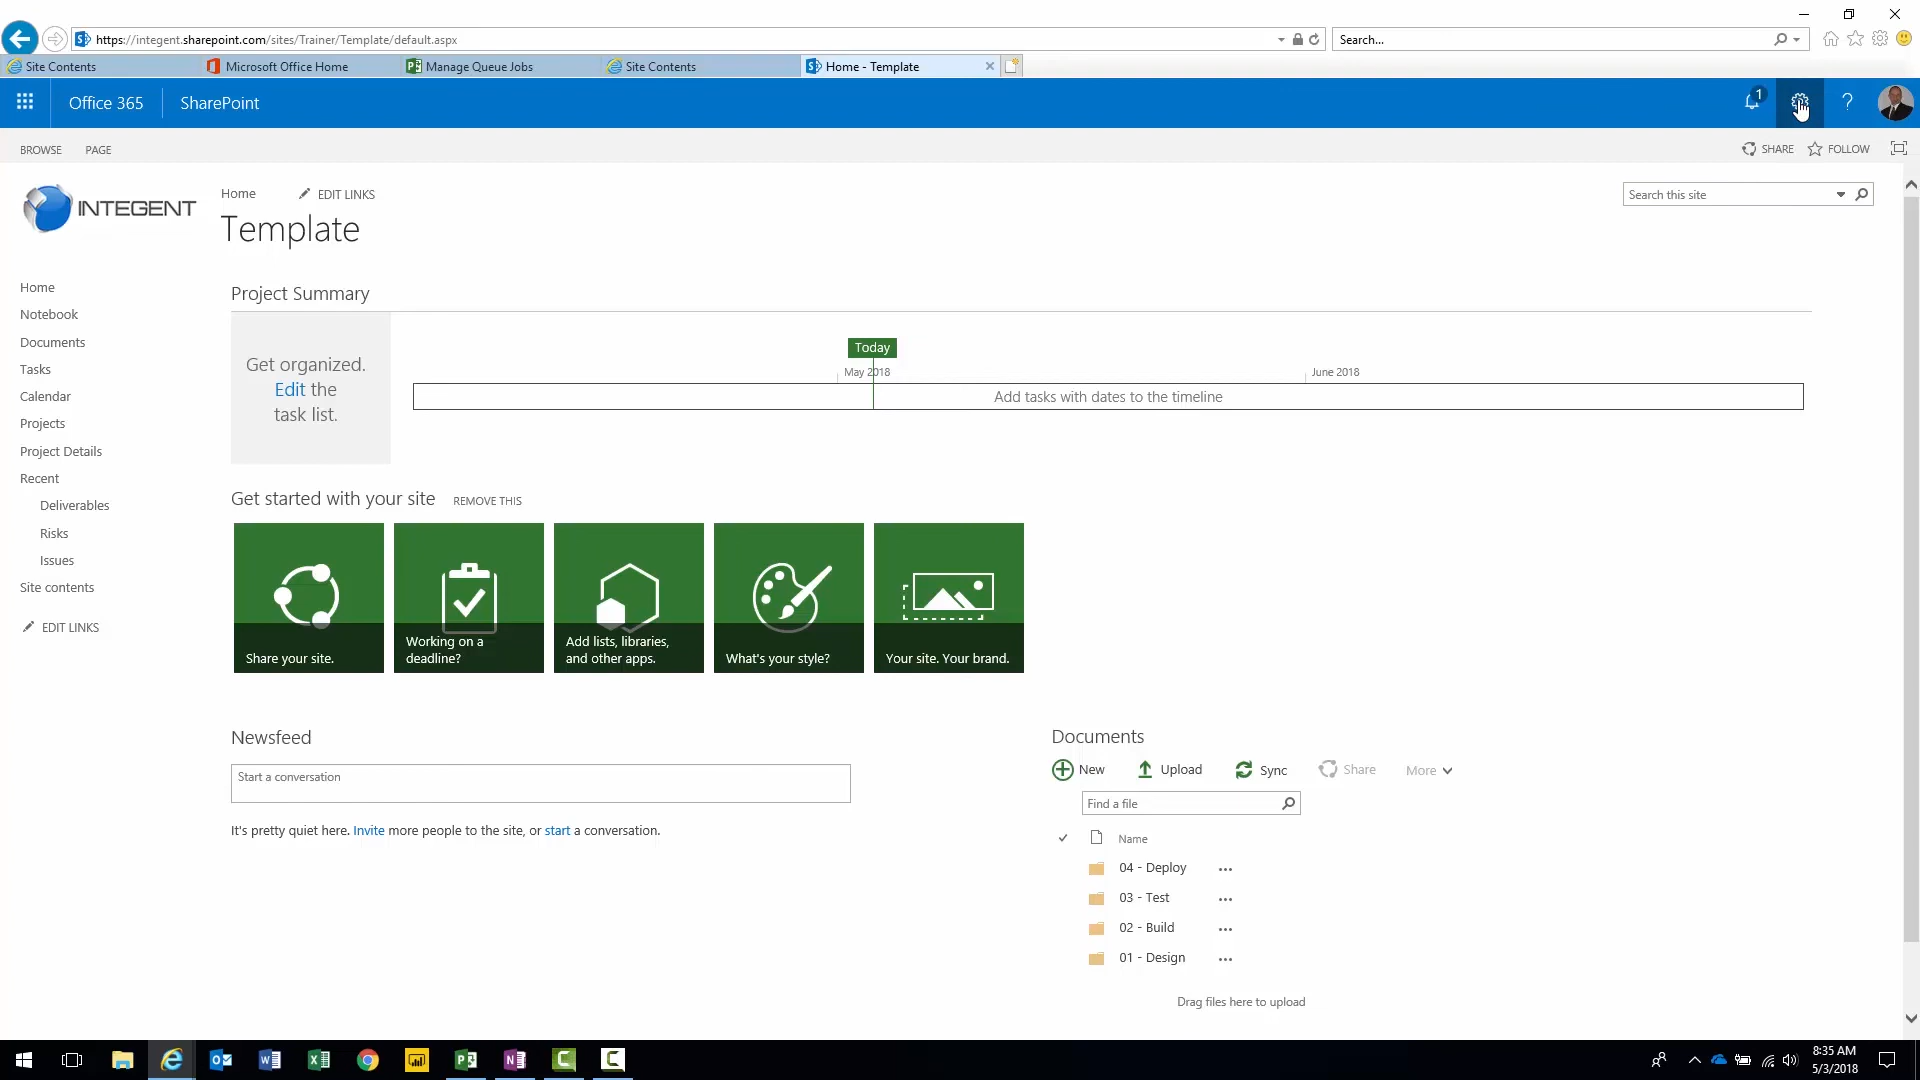 https://integent.sharepoint.com/sites/Trainer/Template/default.aspx
Search...
Site Contents
Microsoft Office Home
Manage Queue Jobs
Site Contents
Home - Template
Office 365
SharePoint
1
?
BROWSE
PAGE
SHARE
FOLLOW
INTEGENT
Home
EDIT LINKS
Search this site
Template
Home
Notebook
Documents
Tasks
Calendar
Projects
Project Details
Recent
Deliverables
Risks
Issues
Site contents
EDIT LINKS
Project Summary
Get organized.
Edit the
task list.
Today
May 2018
June 2018
Add tasks with dates to the timeline
Get started with your site
REMOVE THIS
Share your site.
Working on a
deadline?
Add lists, libraries,
and other apps.
What's your style?
Your site. Your brand.
Newsfeed
Start a conversation
It's pretty quiet here. Invite more people to the site, or start a conversation.
Documents
New
Upload
Sync
Share
More
Find a file
Name
04 - Deploy
...
03 - Test
...
02 - Build
...
01 - Design
...
Drag files here to upload
8:35 AM
5/3/2018